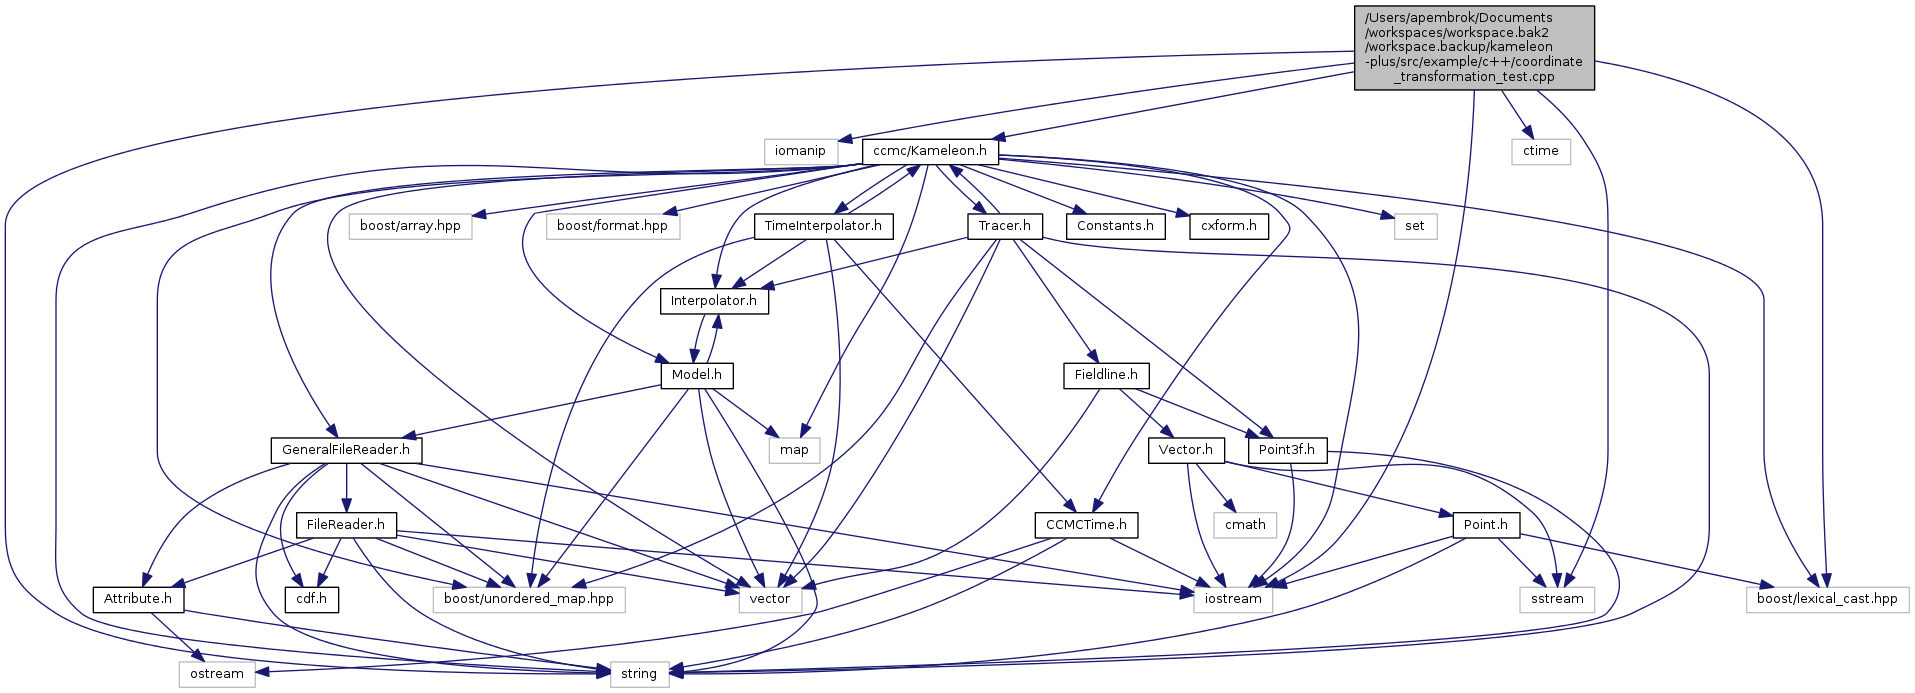 /Users/apembrok/Documents
/workspaces/workspace.bak2
/workspace.backup/kameleon
-plus/src/example/c++/coordinate
_transformation_test.cpp
iomanip
ccmc/Kameleon.h
ctime
boost/array.hpp
boost/format.hpp
TimeInterpolator.h
Tracer.h
Constants.h
cxform.h
set
Interpolator.h
Model.h
Fieldline.h
GeneralFileReader.h
map
Vector.h
Point3f.h
FileReader.h
CCMCTime.h
cmath
Point.h
Attribute.h
cdf.h
boost/unordered_map.hpp
vector
iostream
sstream
boost/lexical_cast.hpp
ostream
string